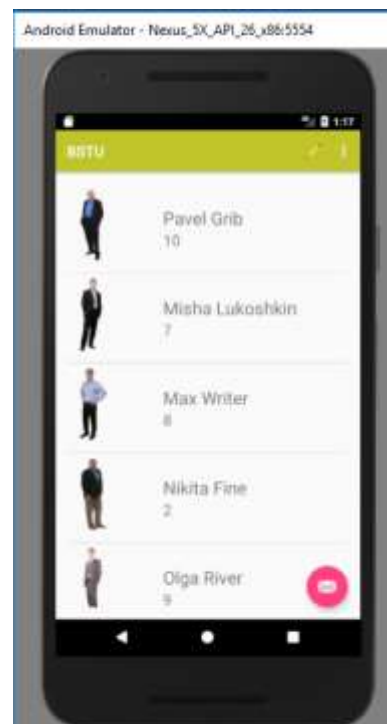 Android Emulator - Nexus_5X_API_26_x86:5554
1:17
BSTU
Pavel Grib
10
Misha Lukoshkin
7
Max Writer
8
Nikita Fine
2
Olga River
9